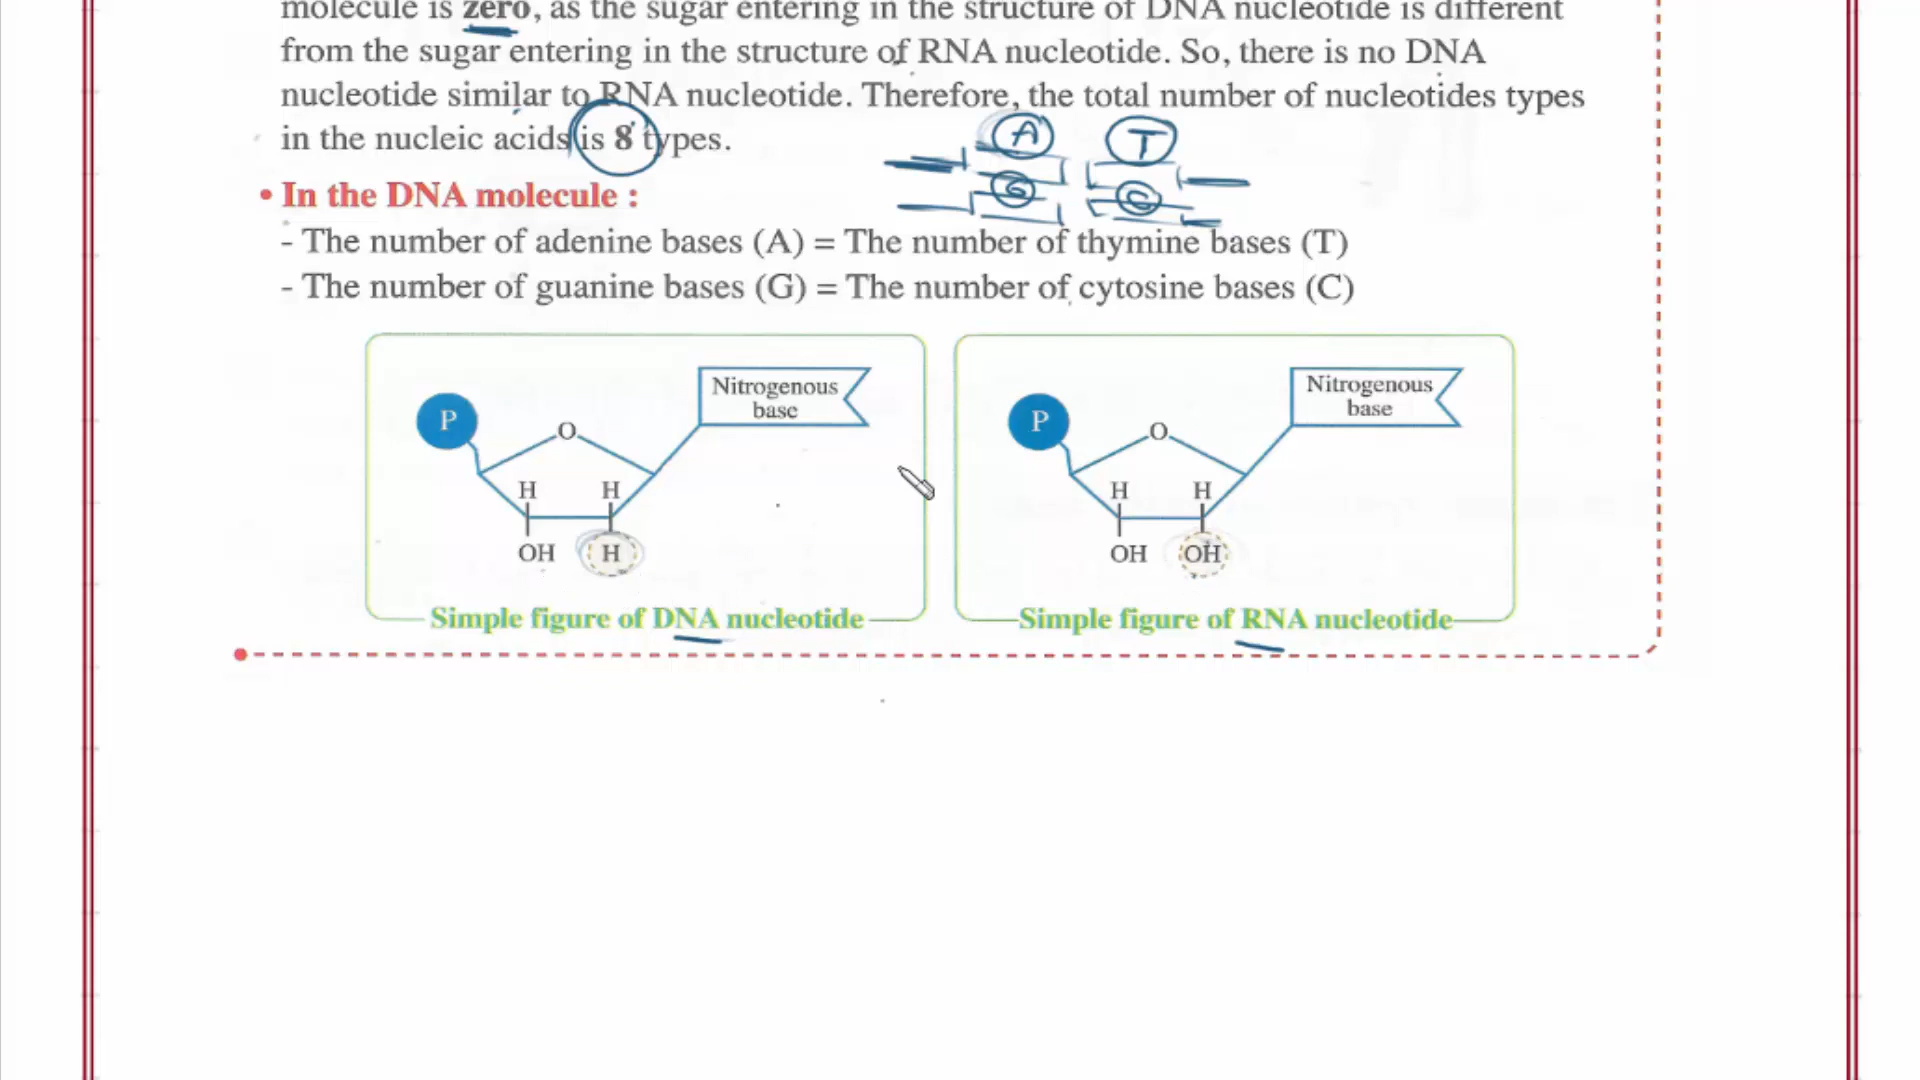 molecule is zero, as the sugar entering in the structure of DNA nucleotide is different
from the sugar entering in the structure of RNA nucleotide. So, there is no DNA
nucleotide similar to RNA nucleotide. Therefore, the total number of nucleotides types
in the nucleic acids is 8 types.
A T
G C
• In the DNA molecule :
- The number of adenine bases (A) = The number of thymine bases (T)
- The number of guanine bases (G) = The number of cytosine bases (C)
Nitrogenous
base
P
O
H H
OH H
Simple figure of DNA nucleotide
Nitrogenous
base
P
O
H H
OH OH
Simple figure of RNA nucleotide